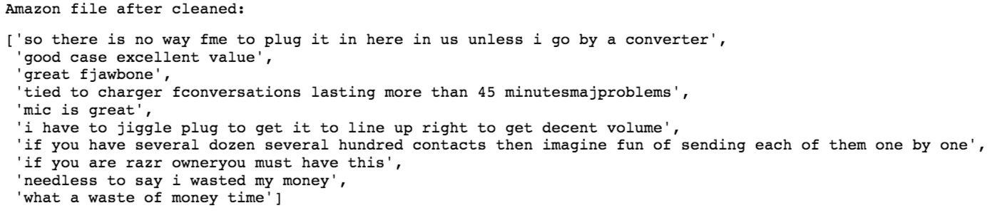 Amazon file after cleaned:
['so there is no way fme to plug it in here in us unless i go by a converter',
'good case excellent value',
'great fjawbone',
'tied to charger fconversations lasting more than 45 minutesmajproblems',
'mic is great',
'i have to jiggle plug to get it to line up right to get decent volume',
'if you have several dozen several hundred contacts then imagine fun of sending each of them one by one',
'if you are razr owneryou must have this',
'needless to say i wasted my money',
'what a waste of money time']